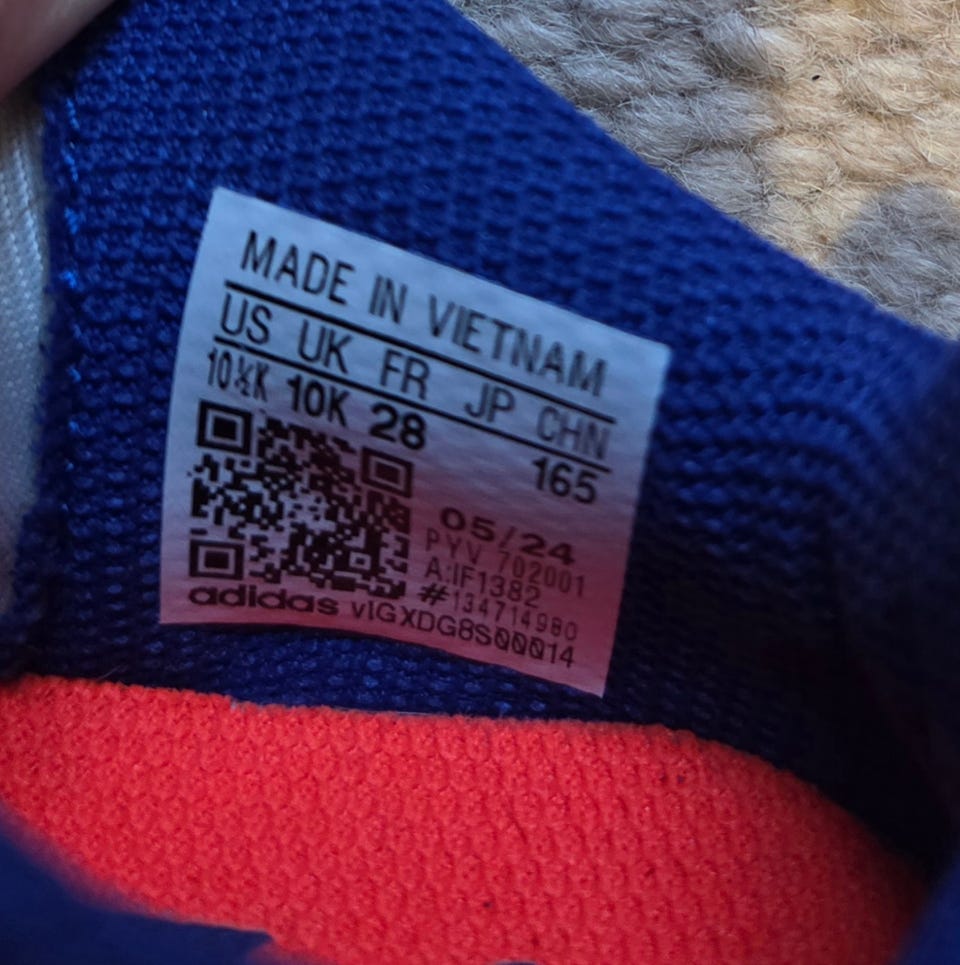 MADE IN VIETNAM
US UK FR JP CHN
10½K 10K 28 165
05/24
PYV 702001
A:IF1382
#134714980
adidas vIGXDG8S00014